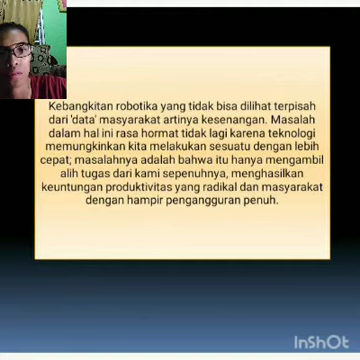 Kebangkitan robotika yang tidak bisa dilihat terpisah
dari 'data' masyarakat artinya kesenangan. Masalah
dalam hal ini rasa hormat tidak lagi karena teknologi
memungkinkan kita melakukan sesuatu dengan lebih
cepat; masalahnya adalah bahwa itu hanya mengambil
alih tugas dari kami sepenuhnya, menghasilkan
keuntungan produktivitas yang radikal dan masyarakat
dengan hampir pengangguran penuh.
InShOt